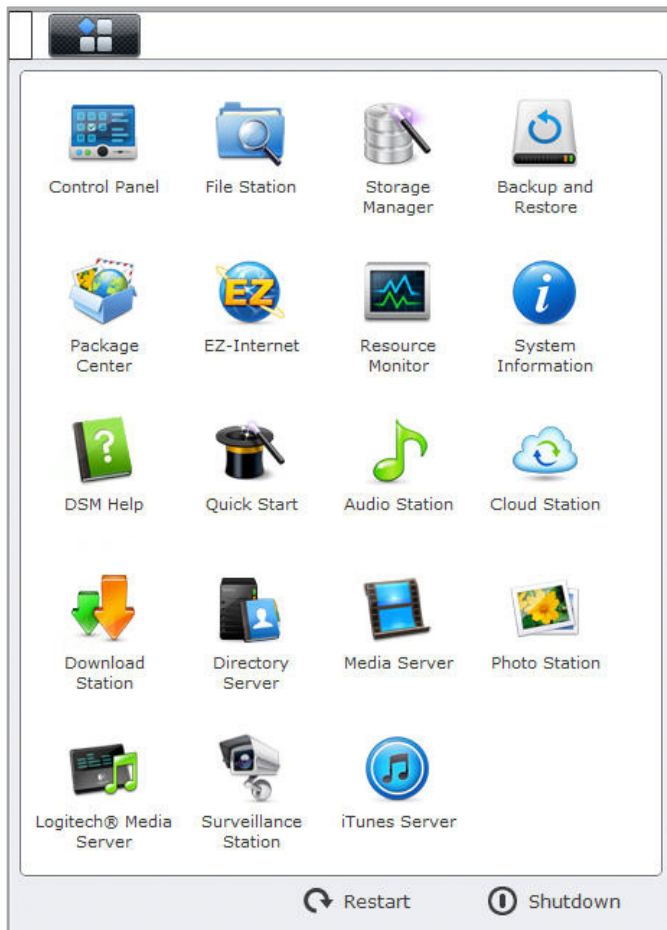 Control Panel
File Station
Storage
Manager
Backup and
Restore
Package
Center
EZ
EZ-Internet
Resource
Monitor
System
Information
DSM Help
Quick Start
Audio Station
Cloud Station
Download
Station
Directory
Server
Media Server
Photo Station
Logitech® Media
Server
Surveillance
Station
iTunes Server
Restart
Shutdown